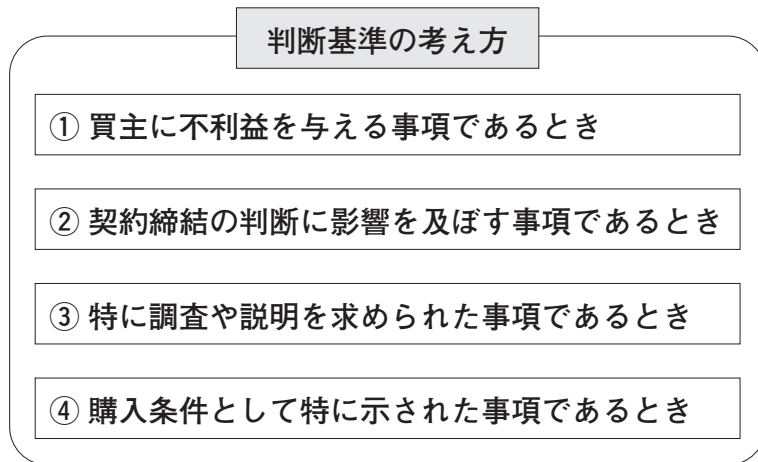 判断基準の考え方
① 買主に不利益を与える事項であるとき
② 契約締結の判断に影響を及ぼす事項であるとき
③ 特に調査や説明を求められた事項であるとき
④ 購入条件として特に示された事項であるとき